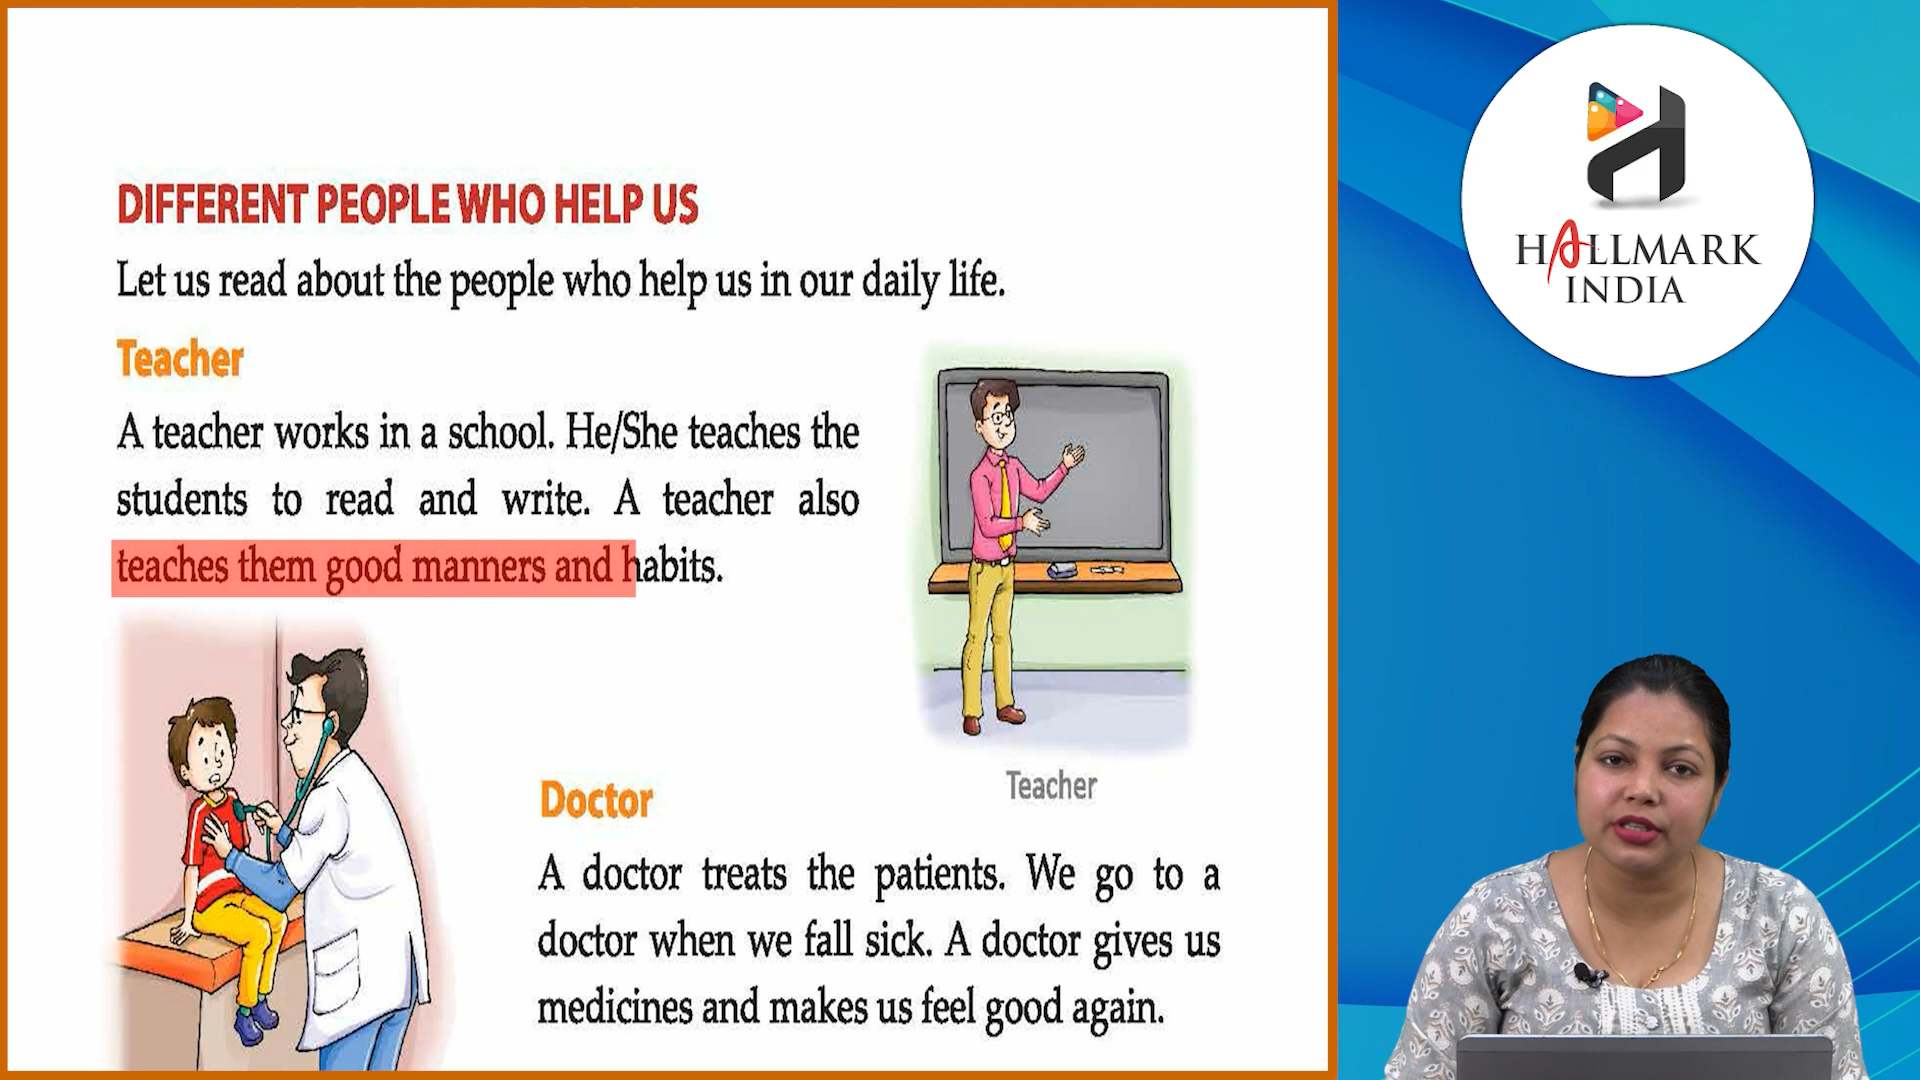 DIFFERENT PEOPLE WHO HELP US
Let us read about the people who help us in our daily life.
Teacher
A teacher works in a school. He/She teaches the
students to read and write. A teacher also
teaches them good manners and habits.
Teacher
Doctor
A doctor treats the patients. We go to a
doctor when we fall sick. A doctor gives us
medicines and makes us feel good again.
HALLMARK
INDIA